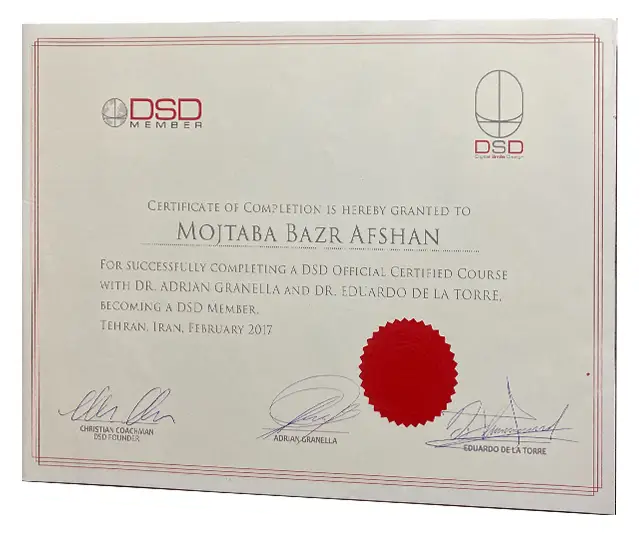 DSD
MEMBER
DSD
Digital Smile Design
CERTIFICATE OF COMPLETION IS HEREBY GRANTED TO
MOJTABA BAZR AFSHAN
FOR SUCCESSFULLY COMPLETING A DSD OFFICIAL CERTIFIED COURSE
WITH DR. ADRIAN GRANELLA AND DR. EDUARDO DE LA TORRE,
BECOMING A DSD MEMBER.
TEHRAN, IRAN, FEBRUARY 2017
CHRISTIAN COACHMAN
DSD FOUNDER
ADRIAN GRANELLA
EDUARDO DE LA TORRE